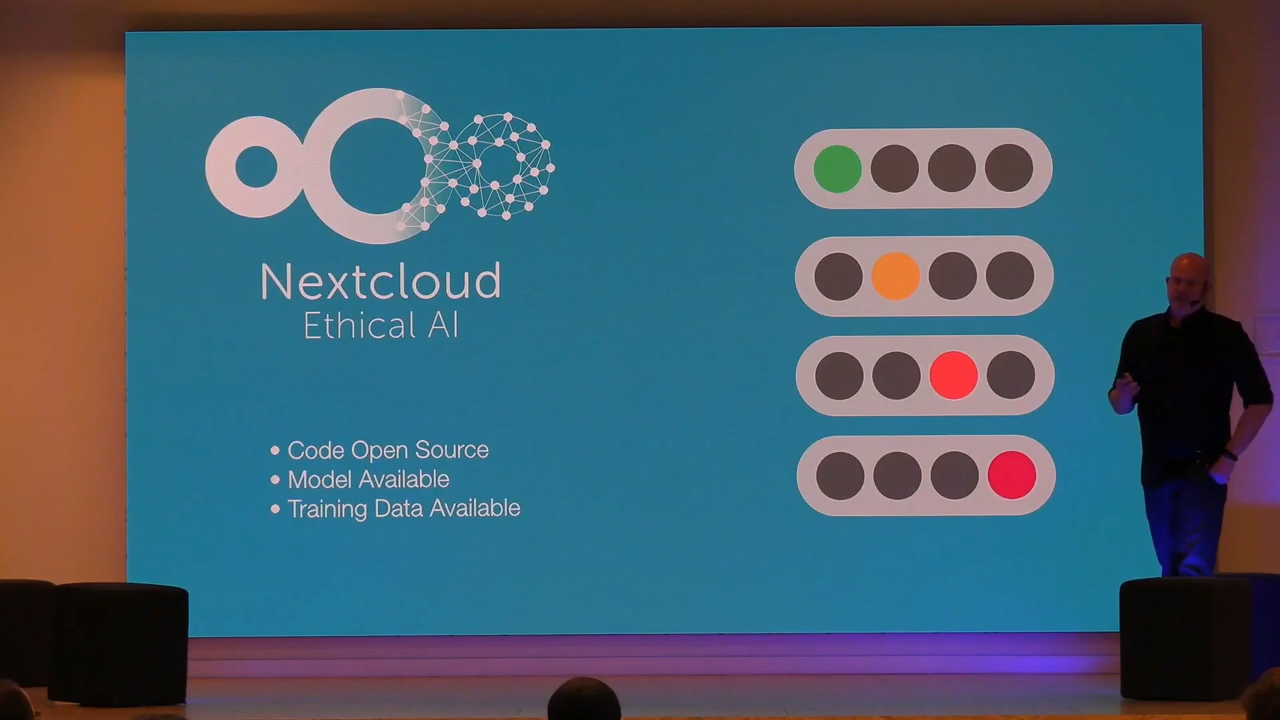 Nextcloud
Ethical AI
• Code Open Source
• Model Available
• Training Data Available